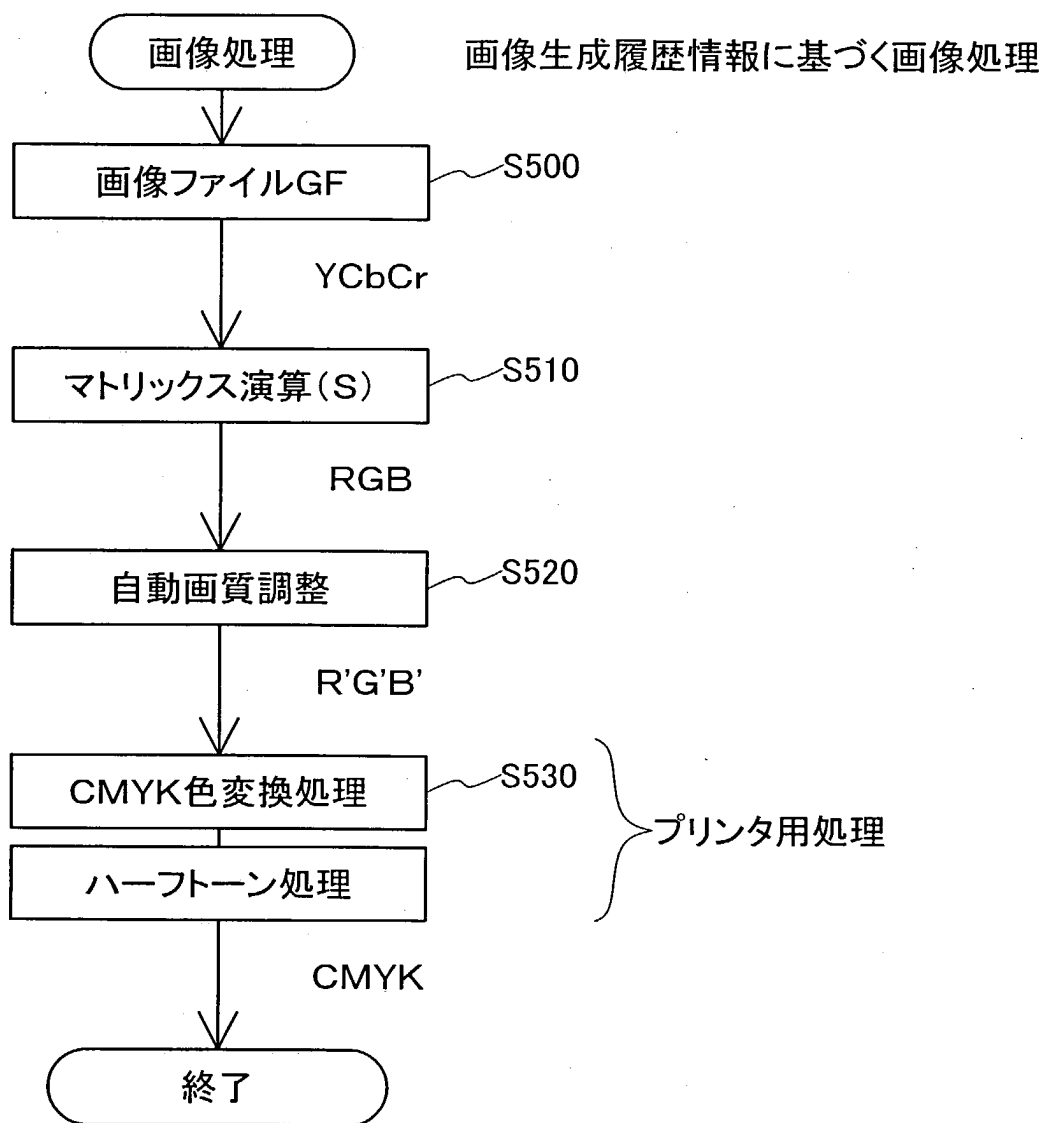 画像処理
画像生成履歴情報に基づく画像処理
画像ファイルGF
S500
YCbCr
マトリックス演算(S)
S510
RGB
自動画質調整
S520
R'G'B'
CMYK色変換処理
S530
ハーフトーン処理
プリンタ用処理
CMYK
終了